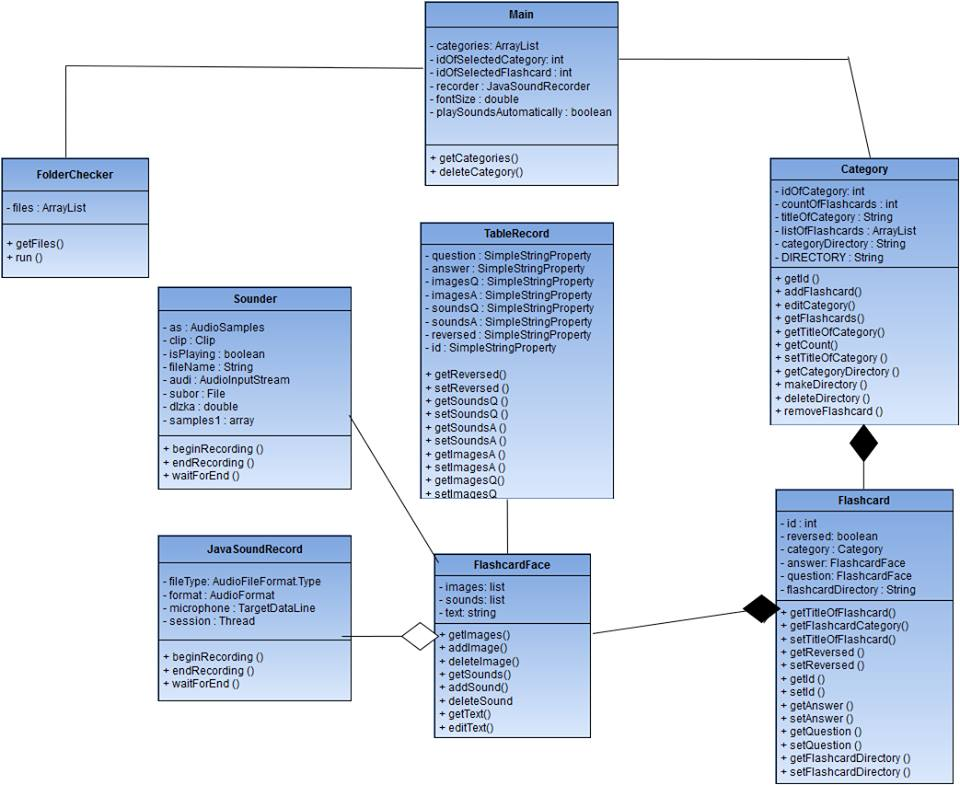 Main
- categories: ArrayList
- idOfSelectedCategory: int
- idOfSelectedFlashcard : int
- recorder : JavaSoundRecorder
- fontSize : double
- playSoundsAutomatically : boolean
+ getCategories()
+ deleteCategory()
FolderChecker
- files : ArrayList
+ getFiles()
+ run ()
Category
- idOfCategory: int
- countOfFlashcards : int
- titleOfCategory : String
- listOfFlashcards : ArrayList
- categoryDirectory : String
- DIRECTORY : String
+ getId ()
+ addFlashcard()
+ editCategory()
+ getFlashcards()
+ getTitleOfCategory()
+ getCount()
+ setTitleOfCategory ()
+ getCategoryDirectory ()
+ makeDirectory ()
+ deleteDirectory ()
+ removeFlashcard ()
TableRecord
- question : SimpleStringProperty
- answer : SimpleStringProperty
- imagesQ : SimpleStringProperty
- imagesA : SimpleStringProperty
- soundsQ : SimpleStringProperty
- soundsA : SimpleStringProperty
- reversed : SimpleStringProperty
- id : SimpleStringProperty
+ getReversed()
+ setReversed ()
+ getSoundsQ ()
+ setSoundsQ ()
+ getSoundsA ()
+ setSoundsA ()
+ getImagesA ()
+ setImagesA ()
+ getImagesQ()
+ setImagesQ
Sounder
- as : AudioSamples
- clip : Clip
- isPlaying : boolean
- fileName : String
- audi : AudioInputStream
- subor : File
- dlzka : double
- samples1 : array
+ beginRecording ()
+ endRecording ()
+ waitForEnd ()
JavaSoundRecord
- fileType: AudioFileFormat.Type
- format : AudioFormat
- microphone : TargetDataLine
- session : Thread
+ beginRecording ()
+ endRecording ()
+ waitForEnd ()
FlashcardFace
- images: list
- sounds: list
- text: string
+ getImages()
+ addImage()
+ deleteImage()
+ getSounds()
+ addSound()
+ deleteSound
+ getText()
+ editText()
Flashcard
- id : int
- reversed: boolean
- category : Category
- answer: FlashcardFace
- question: FlashcardFace
- flashcardDirectory : String
+ getTitleOfFlashcard()
+ getFlashcardCategory()
+ setTitleOfFlashcard()
+ getReversed ()
+ setReversed ()
+ getId ()
+ setId ()
+ getAnswer ()
+ setAnswer ()
+ getQuestion ()
+ setQuestion ()
+ getFlashcardDirectory ()
+ setFlashcardDirectory ()